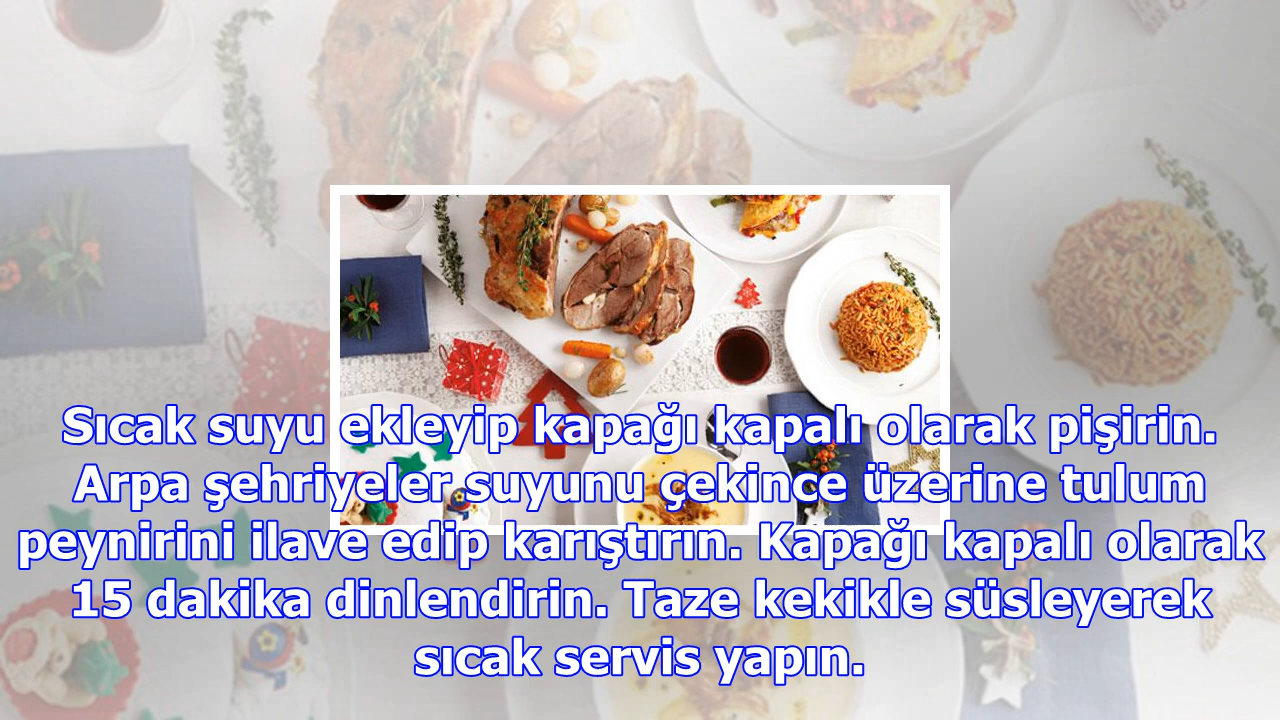 Sıcak suyu ekleyip kapağı kapalı olarak pişirin.
Arpa şehriyeler suyunu çekince üzerine tulum
peynirini ilave edip karıştırın. Kapağı kapalı olarak
15 dakika dinlendirin. Taze kekikle süsleyerek
sıcak servis yapın.